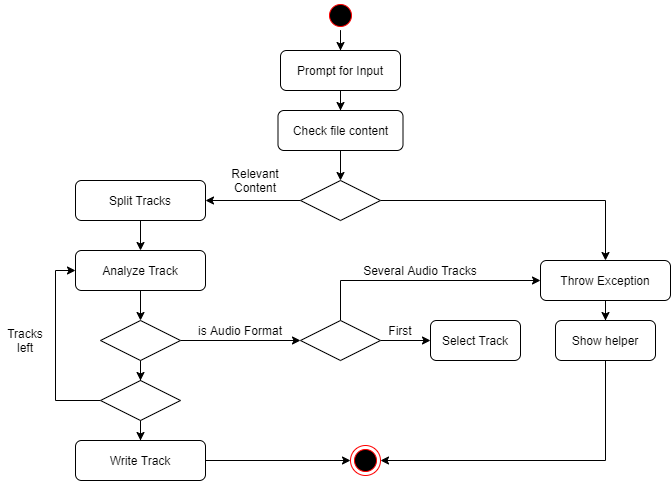 Prompt for Input
Check file content
Relevant
Content
Split Tracks
Analyze Track
Several Audio Tracks
Throw Exception
is Audio Format
First
Select Track
Show helper
Tracks
left
Write Track